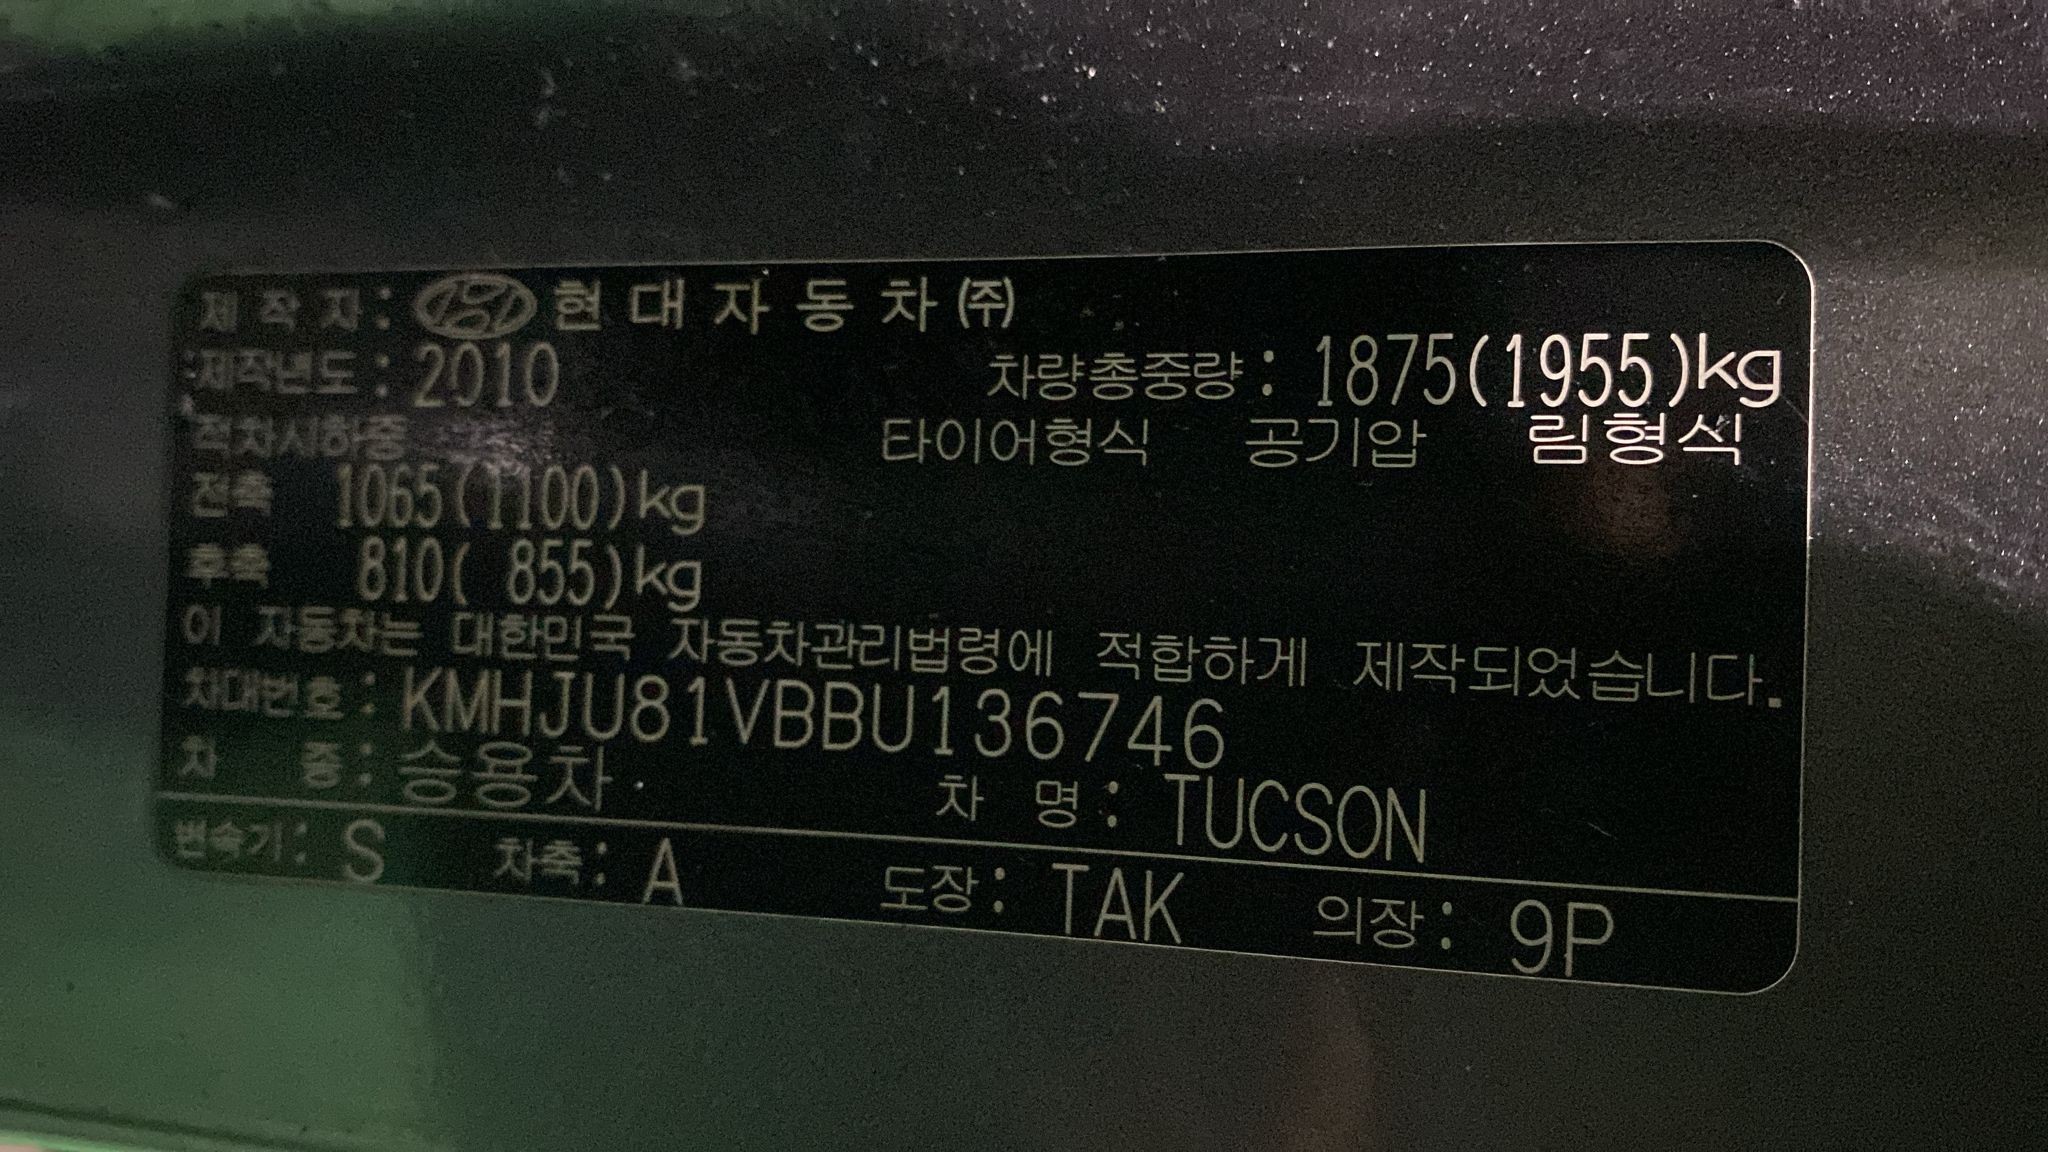 제 작 자 : 현 대 자 동 차 ㈜
제작년도 : 2010 차량총중량 : 1875(1955)kg
적차시하중 타이어형식 공기압 림형식
전축 1065(1100)kg
후축 810( 855)kg
이 자동차는 대한민국 자동차관리법령에 적합하게 제작되었습니다.
차대번호 : KMHJU81VBBU136746
차 종 : 승용차 차 명 : TUCSON
변속기 : S 차축 : A 도장 : TAK 의장 : 9P